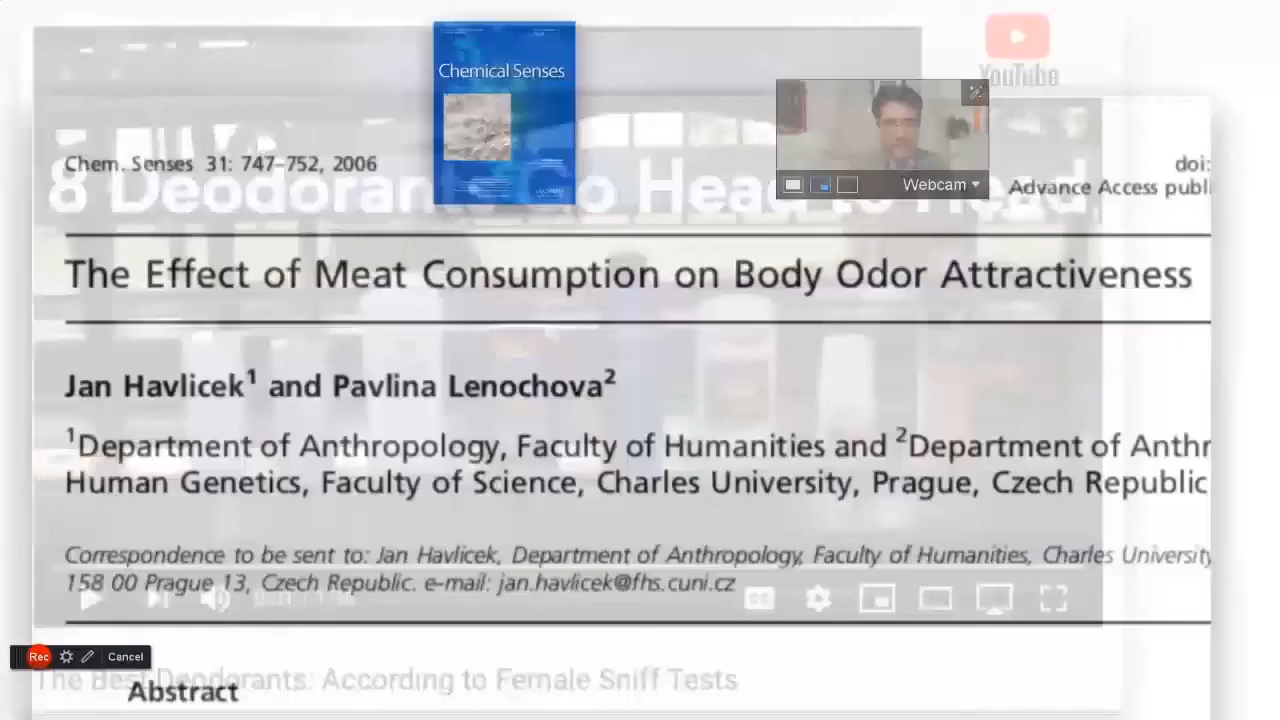 YouTube
Chemical Senses
Chem. Senses 31: 747–752, 2006
doi:
Webcam
Advance Access publi
8 Deodorants Go Head to Head
The Effect of Meat Consumption on Body Odor Attractiveness
Jan Havlicek1 and Pavlina Lenochova2
1Department of Anthropology, Faculty of Humanities and 2Department of Anthr
Human Genetics, Faculty of Science, Charles University, Prague, Czech Republic
Correspondence to be sent to: Jan Havlicek, Department of Anthropology, Faculty of Humanities, Charles University
158 00 Prague 13, Czech Republic. e-mail: jan.havlicek@fhs.cuni.cz
CC
Rec Cancel
The Best Deodorants: According to Female Sniff Tests
Abstract